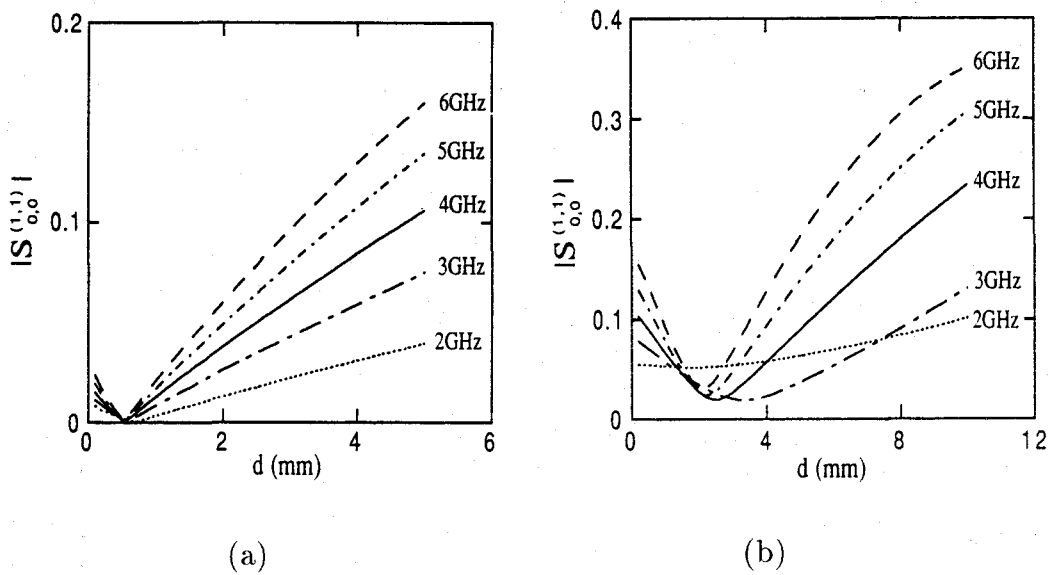 0.2
0.1
0
0
2
4
6
|S^{(1,1)}_{0,0}|
d (mm)
6GHz
5GHz
4GHz
3GHz
2GHz
(a)
0.4
0.3
0.2
0.1
0
0
4
8
12
|S^{(1,1)}_{0,0}|
d (mm)
6GHz
5GHz
4GHz
3GHz
2GHz
(b)